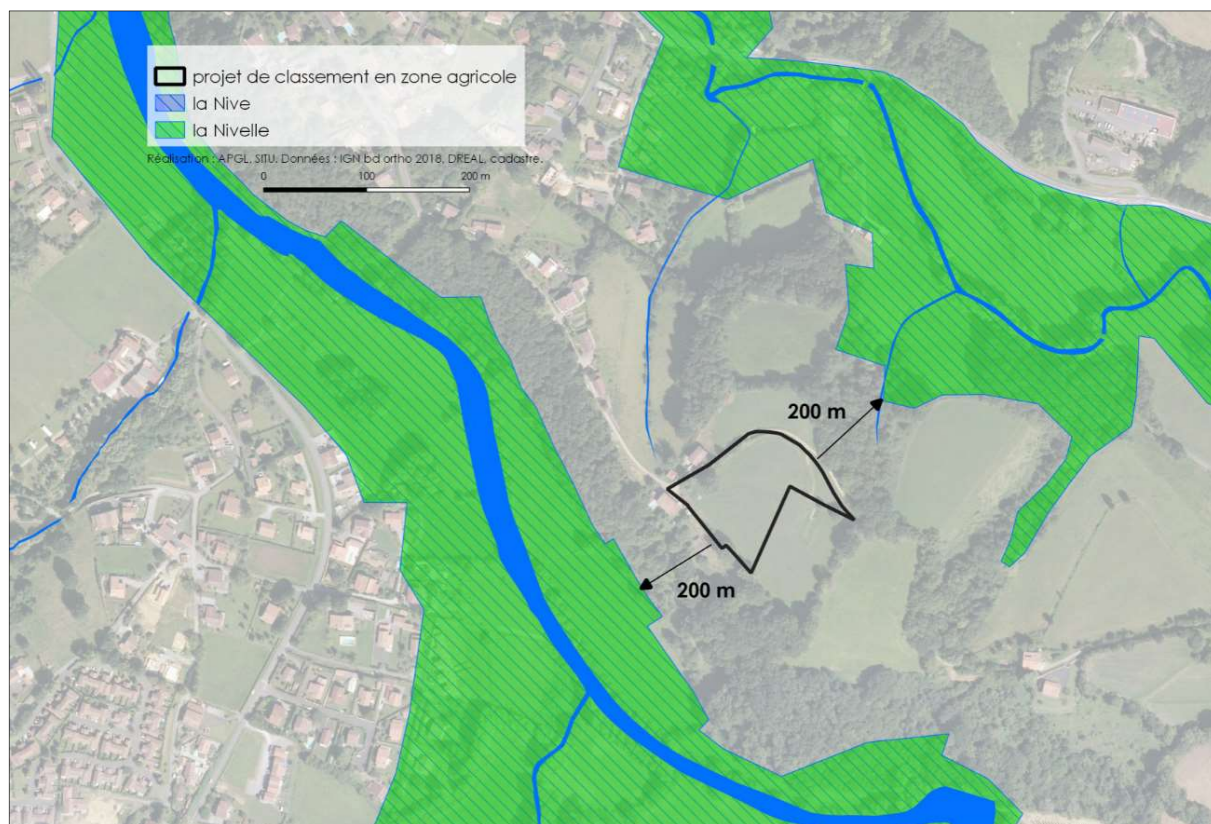 projet de classement en zone agricole
la Nive
la Nivelle
Réalisation : APGL, SITU. Données : IGN bd ortho 2018, DREAL, cadastre.
0 100 200 m
200 m
200 m